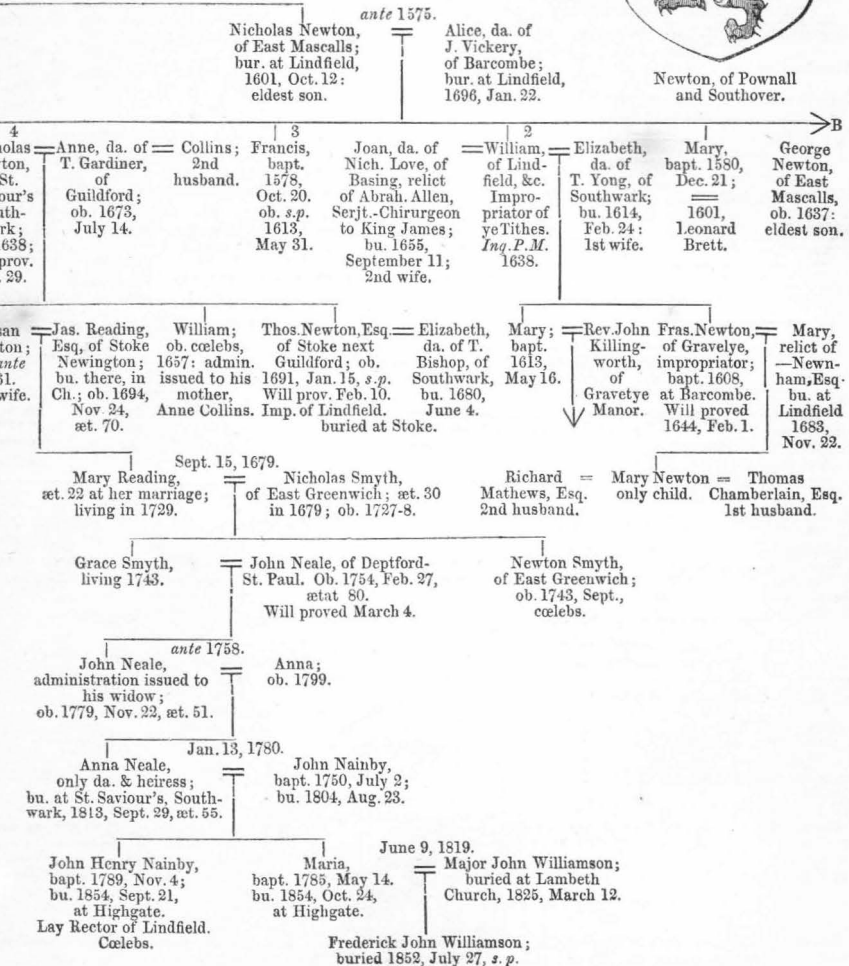 ante 1575.
Nicholas Newton,
of East Mascalls;
bur. at Lindfield,
1601, Oct. 12:
eldest son.
Alice, da. of
J. Vickery,
of Barcombe;
bur. at Lindfield,
1696, Jan. 22.
Newton, of Pownall
and Southover.
B
4
olas
ton,
St.
our's
th-
rk;
638;
prov.
29.
Anne, da. of
T. Gardiner,
of
Guildford;
ob. 1673,
July 14.
= Collins;
2nd
husband.
3
Francis,
bapt.
1578,
Oct. 20.
ob. s.p.
1613,
May 31.
Joan, da. of
Nich. Love, of
Basing, relict
of Abrah. Allen,
Serjt.-Chirurgeon
to King James;
bu. 1655,
September 11;
2nd wife.
2
=William,
of Lind-
field, &c.
Impro-
priator of
ye Tithes.
Inq. P.M.
1638.
Elizabeth,
da. of
T. Yong, of
Southwark;
bu. 1614,
Feb. 24:
1st wife.
Mary,
bapt. 1580,
Dec. 21;
=
1601,
Leonard
Brett.
George
Newton,
of East
Mascalls,
ob. 1637:
eldest son.
san
ton;
ante
51.
wife.
Jas. Reading,
Esq, of Stoke
Newington;
bu. there, in
Ch.; ob. 1694,
Nov. 24,
æt. 70.
William;
ob. cœlebs,
1657: admin.
issued to his
mother,
Anne Collins.
Thos. Newton, Esq.
of Stoke next
Guildford; ob.
1691, Jan. 15, s.p.
Will prov. Feb. 10.
Imp. of Lindfield.
buried at Stoke.
= Elizabeth,
da. of T.
Bishop, of
Southwark,
bu. 1680,
June 4.
Mary;
bapt.
1613,
May 16.
Rev. John
Killing-
worth,
of
Gravetye
Manor.
Fras. Newton,
of Gravelye,
impropriator;
bapt. 1608,
at Barcombe.
Will proved
1644, Feb. 1.
Mary,
relict of
—Newn-
ham, Esq.
bu. at
Lindfield
1683,
Nov. 22.
Sept. 15, 1679.
Mary Reading,
æt. 22 at her marriage;
living in 1729.
Nicholas Smyth,
of East Greenwich; æt. 30
in 1679; ob. 1727-8.
Richard
Mathews, Esq.
2nd husband.
= Mary Newton =
only child.
Thomas
Chamberlain, Esq.
1st husband.
Grace Smyth,
living 1743.
John Neale, of Deptford-
St. Paul. Ob. 1754, Feb. 27,
ætat 80.
Will proved March 4.
Newton Smyth,
of East Greenwich;
ob. 1743, Sept.,
cœlebs.
ante 1758.
John Neale,
administration issued to
his widow;
ob. 1779, Nov. 22, æt. 51.
Anna;
ob. 1799.
Jan. 13, 1780.
Anna Neale,
only da. & heiress;
bu. at St. Saviour's, South-
wark, 1813, Sept. 29, æt. 55.
John Nainby,
bapt. 1750, July 2;
bu. 1804, Aug. 23.
June 9, 1819.
John Henry Nainby,
bapt. 1789, Nov. 4;
bu. 1854, Sept. 21,
at Highgate.
Lay Rector of Lindfield.
Cœlebs.
Maria,
bapt. 1785, May 14.
bu. 1854, Oct. 24,
at Highgate.
Major John Williamson;
buried at Lambeth
Church, 1825, March 12.
Frederick John Williamson;
buried 1852, July 27, s.p.